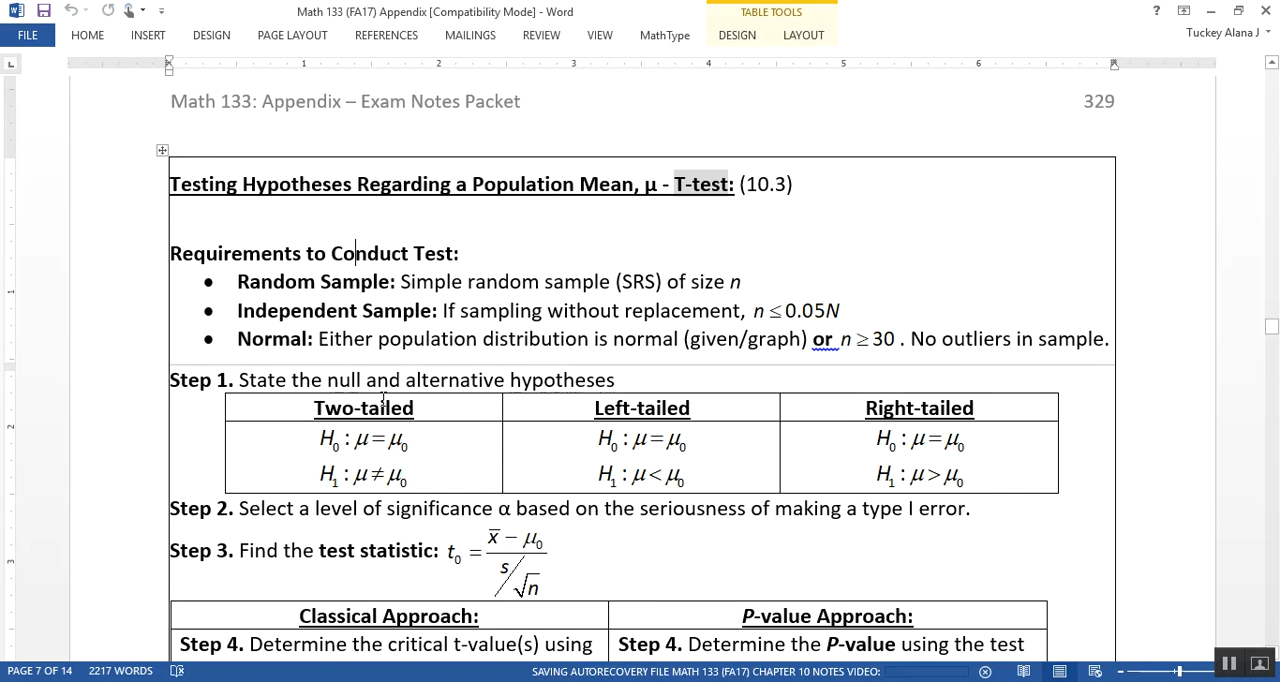 Math 133 (FA17) Appendix [Compatibility Mode] - Word
TABLE TOOLS
FILE HOME INSERT DESIGN PAGE LAYOUT REFERENCES MAILINGS REVIEW VIEW MathType DESIGN LAYOUT Tuckey Alana J
1 2 3 4 5 6
Math 133: Appendix – Exam Notes Packet 329
Testing Hypotheses Regarding a Population Mean, μ - T-test: (10.3)
Requirements to Conduct Test:
• Random Sample: Simple random sample (SRS) of size n
• Independent Sample: If sampling without replacement, n ≤ 0.05N
• Normal: Either population distribution is normal (given/graph) or n ≥ 30 . No outliers in sample.
Step 1. State the null and alternative hypotheses
Two-tailed Left-tailed Right-tailed
H₀ : μ = μ₀ H₀ : μ = μ₀ H₀ : μ = μ₀
H₁ : μ ≠ μ₀ H₁ : μ < μ₀ H₁ : μ > μ₀
Step 2. Select a level of significance α based on the seriousness of making a type I error.
Step 3. Find the test statistic: t₀ = (x̄ − μ₀) / (s/√n)
Classical Approach: P-value Approach:
Step 4. Determine the critical t-value(s) using Step 4. Determine the P-value using the test
PAGE 7 OF 14 2217 WORDS SAVING AUTORECOVERY FILE MATH 133 (FA17) CHAPTER 10 NOTES VIDEO: